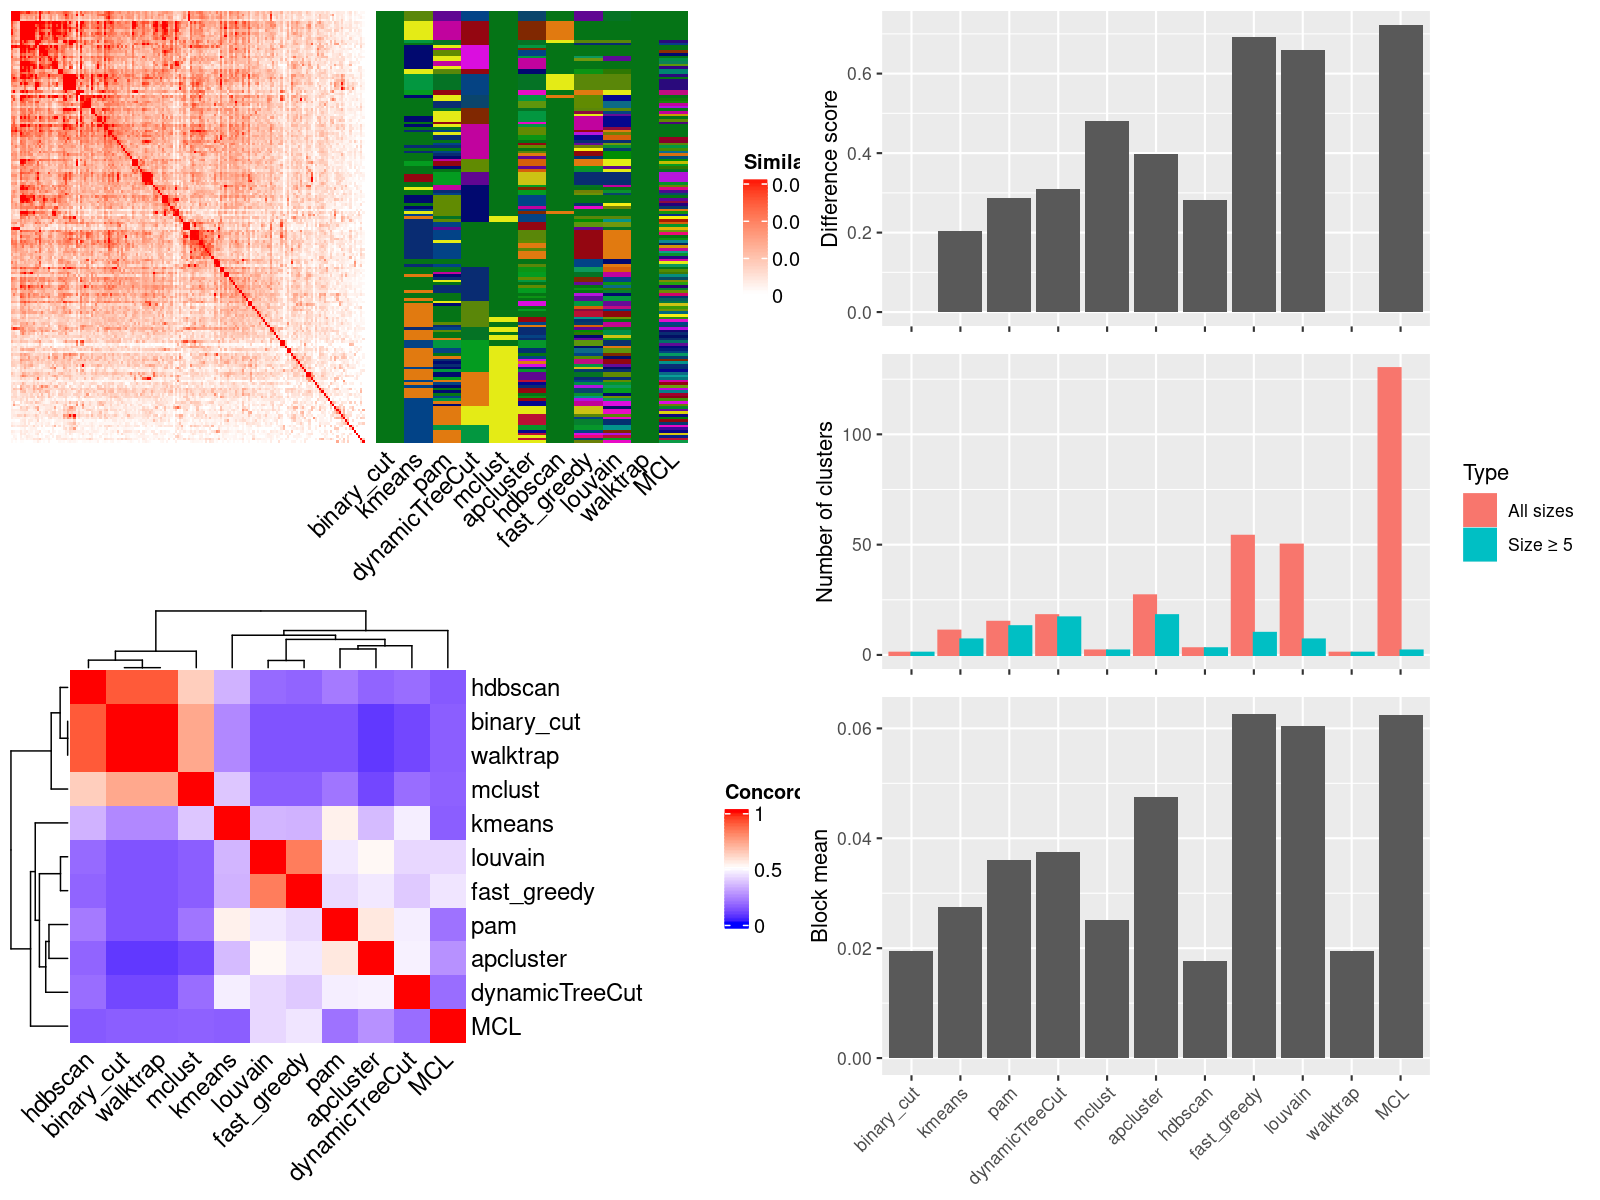 Simila
0.0
0.0
0.0
0
binary_cut
kmeans
pam
dynamicTreeCut
mclust
apcluster
hdbscan
fast_greedy
louvain
walktrap
MCL
hdbscan
binary_cut
walktrap
mclust
kmeans
louvain
fast_greedy
pam
apcluster
dynamicTreeCut
MCL
Concord
1
0.5
0
hdbscan
binary_cut
walktrap
mclust
kmeans
louvain
fast_greedy
pam
apcluster
dynamicTreeCut
MCL
Difference score
0.6
0.4
0.2
0.0
Number of clusters
100
50
0
Type
All sizes
Size ≥ 5
Block mean
0.06
0.04
0.02
0.00
binary_cut
kmeans
pam
dynamicTreeCut
mclust
apcluster
hdbscan
fast_greedy
louvain
walktrap
MCL